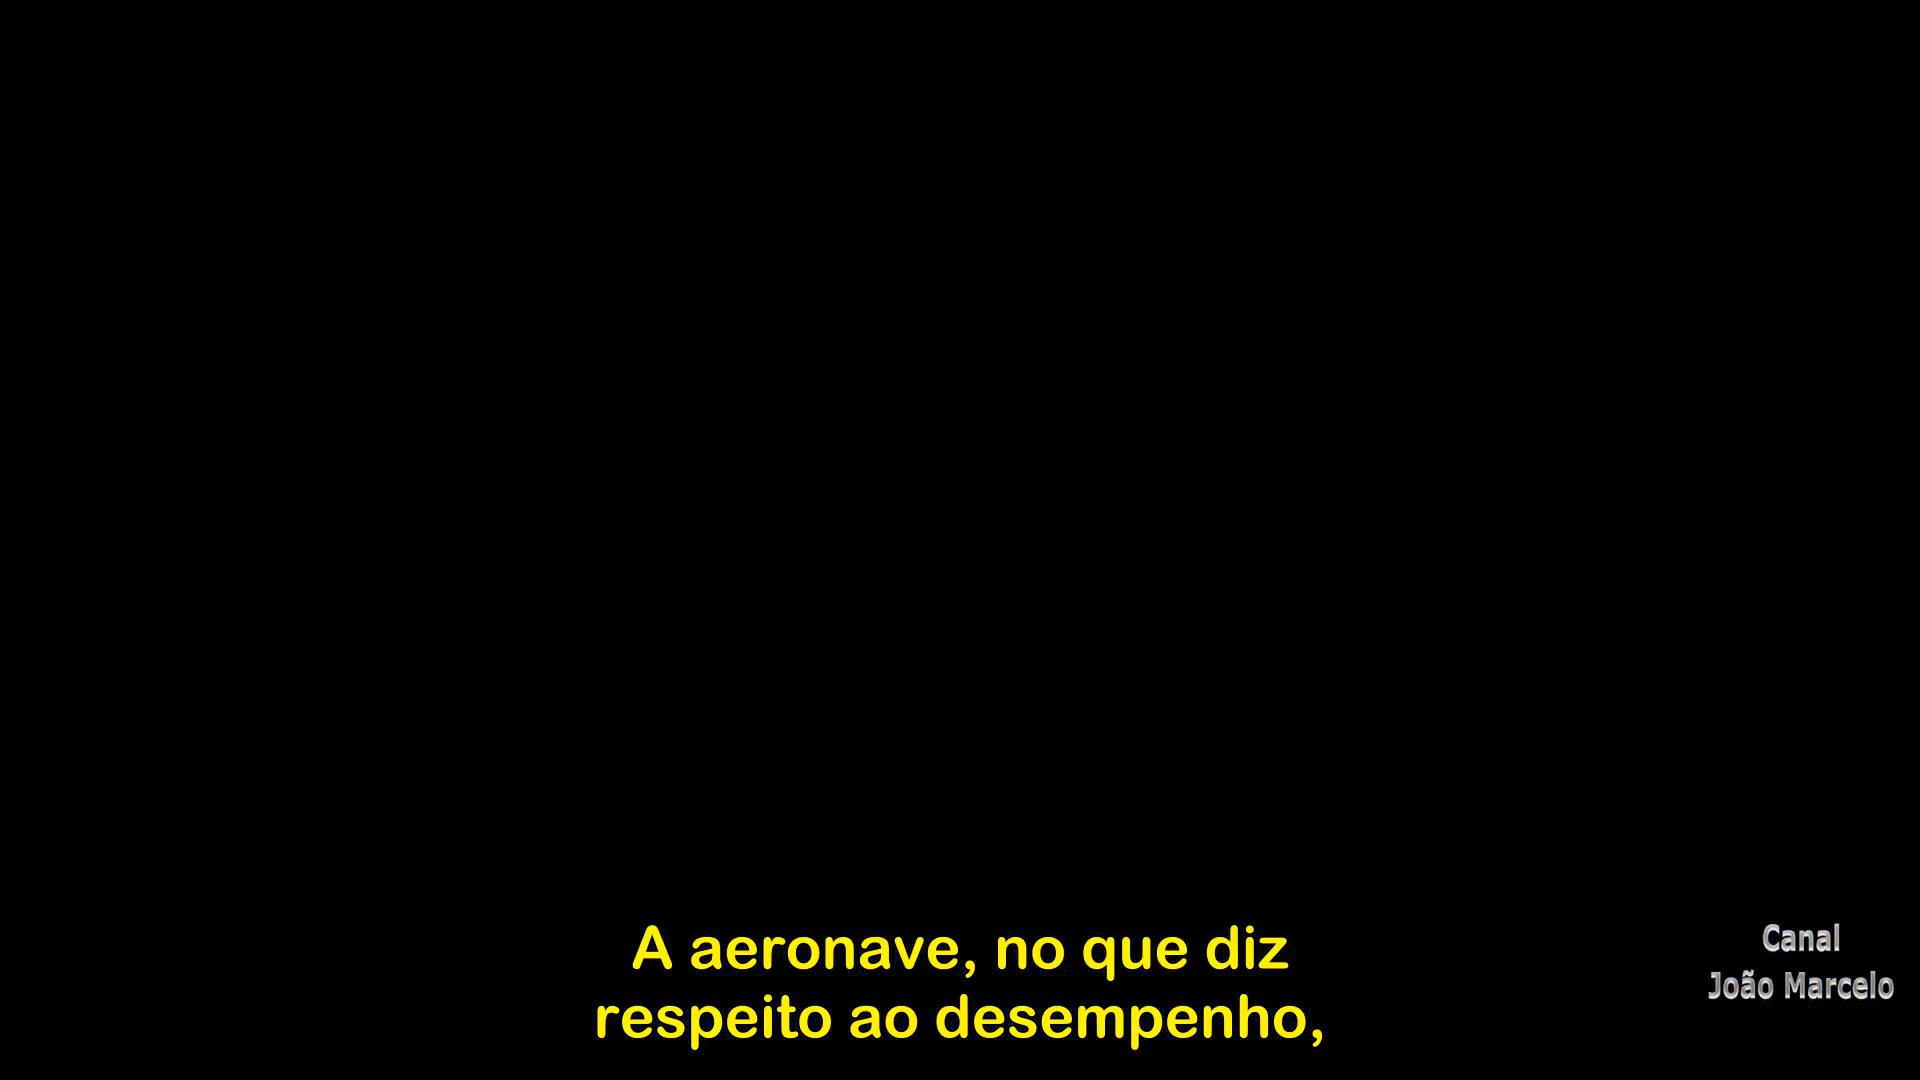 A aeronave, no que diz
respeito ao desempenho,
Canal
João Marcelo